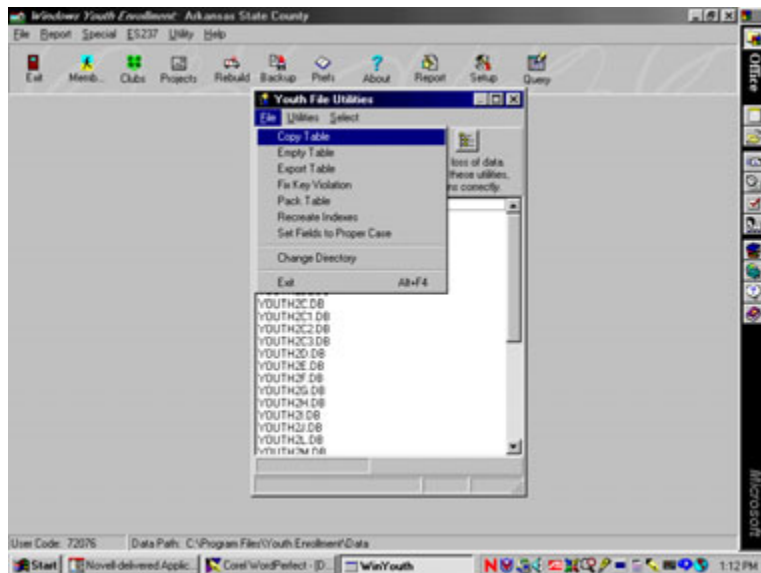 Windows Youth Enrollment: Arkansas State County
File Report Special ES237 Utility Help
Exit Memb... Clubs Projects Rebuild Backup Prefs About Report Setup Query
Office
Youth File Utilities
File Utilities Select
Copy Table
Empty Table
Export Table
Fix Key Violation
Pack Table
Recreate Indexes
Set Fields to Proper Case
Change Directory
Exit Alt+F4
loss of data.
these utilities,
ns correctly.
YOUTH2C.DB
YOUTH2C1.DB
YOUTH2C2.DB
YOUTH2C3.DB
YOUTH2D.DB
YOUTH2E.DB
YOUTH2F.DB
YOUTH2G.DB
YOUTH2H.DB
YOUTH2I.DB
YOUTH2J.DB
YOUTH2L.DB
YOUTH2M.DB
Microsoft
User Code: 72076 Data Path: C:\Program Files\Youth Enrollment\Data
Start Novell-delivered Applic... Corel WordPerfect - [D... WinYouth 1:12 PM